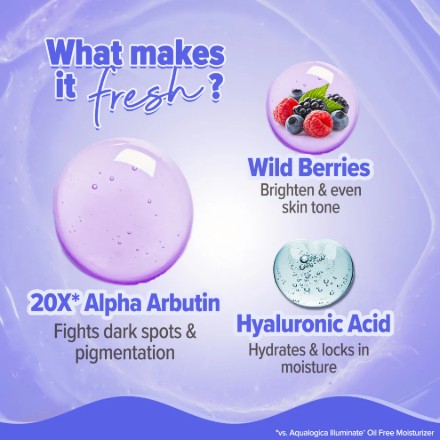 What makes
it fresh?
Wild Berries
Brighten & even
skin tone
20X* Alpha Arbutin
Fights dark spots &
pigmentation
Hyaluronic Acid
Hydrates & locks in
moisture
*vs. Aqualogica Illuminate+ Oil Free Moisturizer